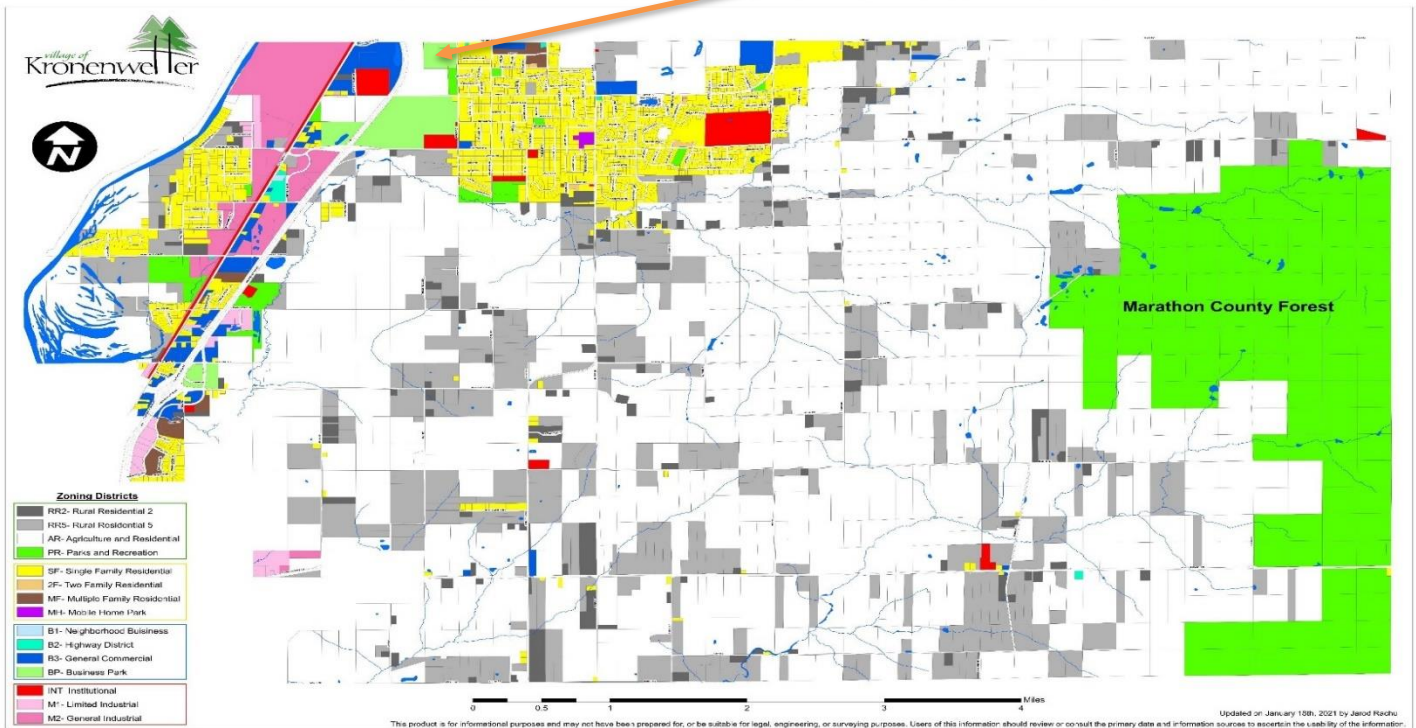 village of
Kronenwetter
N
Marathon County Forest
Zoning Districts
RR2- Rural Residential 2
RR5- Rural Residential 5
AR- Agriculture and Residential
PR- Parks and Recreation
SF- Single Family Residential
2F- Two Family Residential
MF- Multiple Family Residential
MH- Mobile Home Park
B1- Neighborhood Buisiness
B2- Highway District
B3- General Commercial
BP- Business Park
INT Institutional
M1- Limited Industrial
M2- General Industrial
Miles
0 0.5 1 2 3 4
Updated on January 18th, 2021 by Jarod Rachu
This product is for informational purposes and may not have been prepared for, or be suitable for legal, engineering, or surveying purposes. Users of this information should review or consult the primary data and information sources to ascertain the usability of the information.